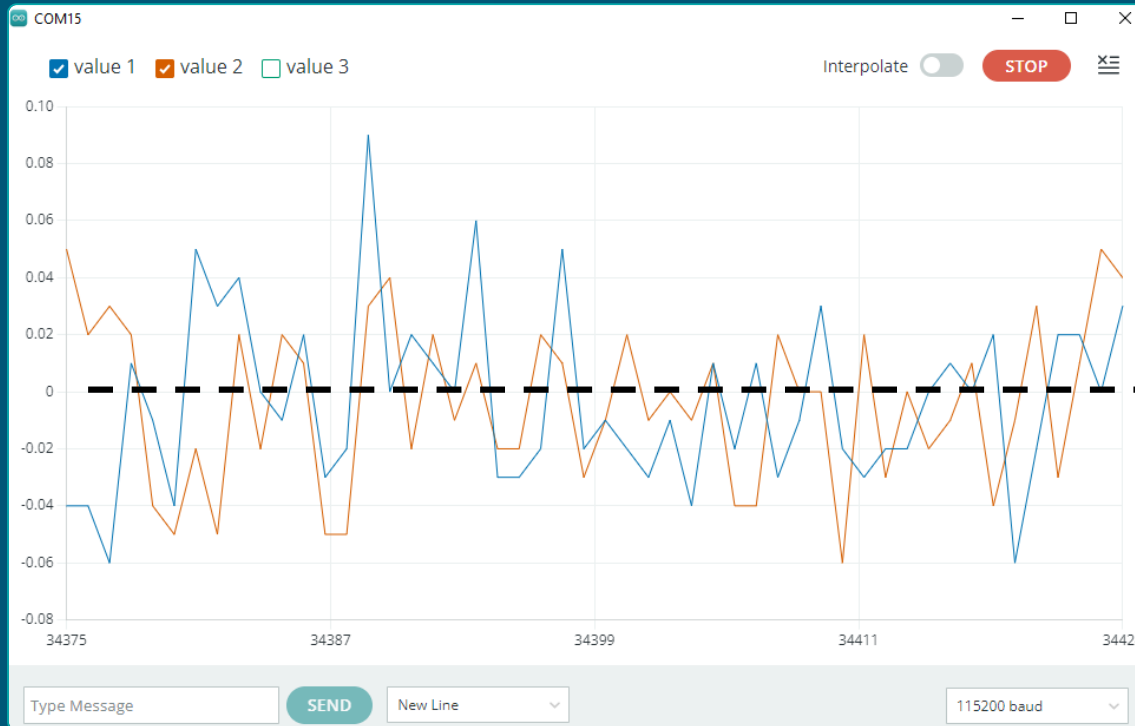 COM15
value 1 value 2 value 3 Interpolate STOP
0.10
0.08
0.06
0.04
0.02
0
-0.02
-0.04
-0.06
-0.08
34375 34387 34399 34411 3442
Type Message SEND New Line 115200 baud